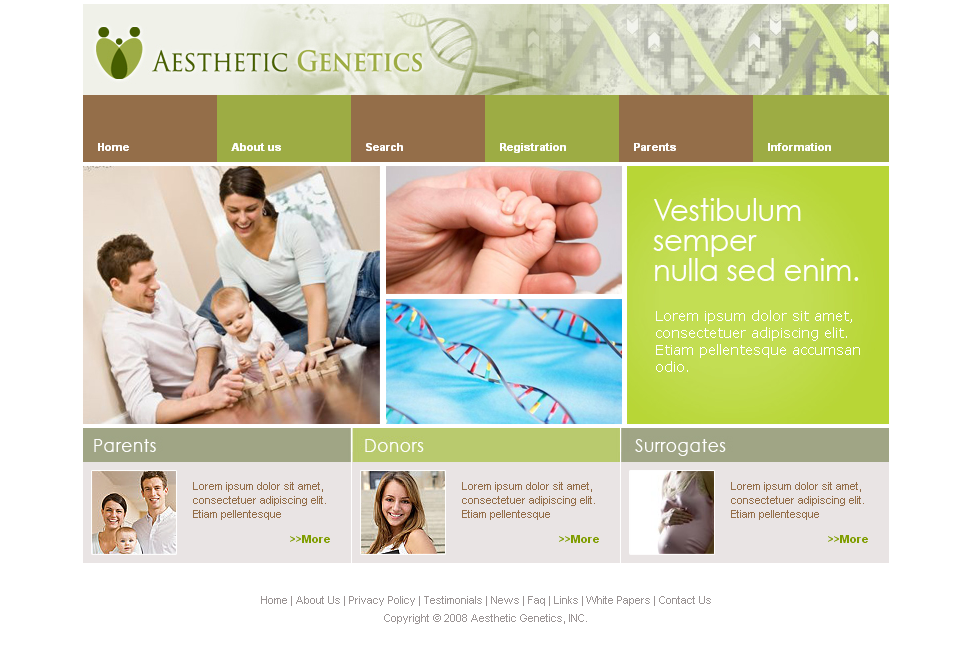 AESTHETIC GENETICS
Home About us Search Registration Parents Information
Vestibulum
semper
nulla sed enim.
Lorem ipsum dolor sit amet,
consectetuer adipiscing elit.
Etiam pellentesque accumsan
odio.
Parents
Lorem ipsum dolor sit amet,
consectetuer adipiscing elit.
Etiam pellentesque
>>More
Donors
Lorem ipsum dolor sit amet,
consectetuer adipiscing elit.
Etiam pellentesque
>>More
Surrogates
Lorem ipsum dolor sit amet,
consectetuer adipiscing elit.
Etiam pellentesque
>>More
Home | About Us | Privacy Policy | Testimonials | News | Faq | Links | White Papers | Contact Us
Copyright © 2008 Aesthetic Genetics, INC.